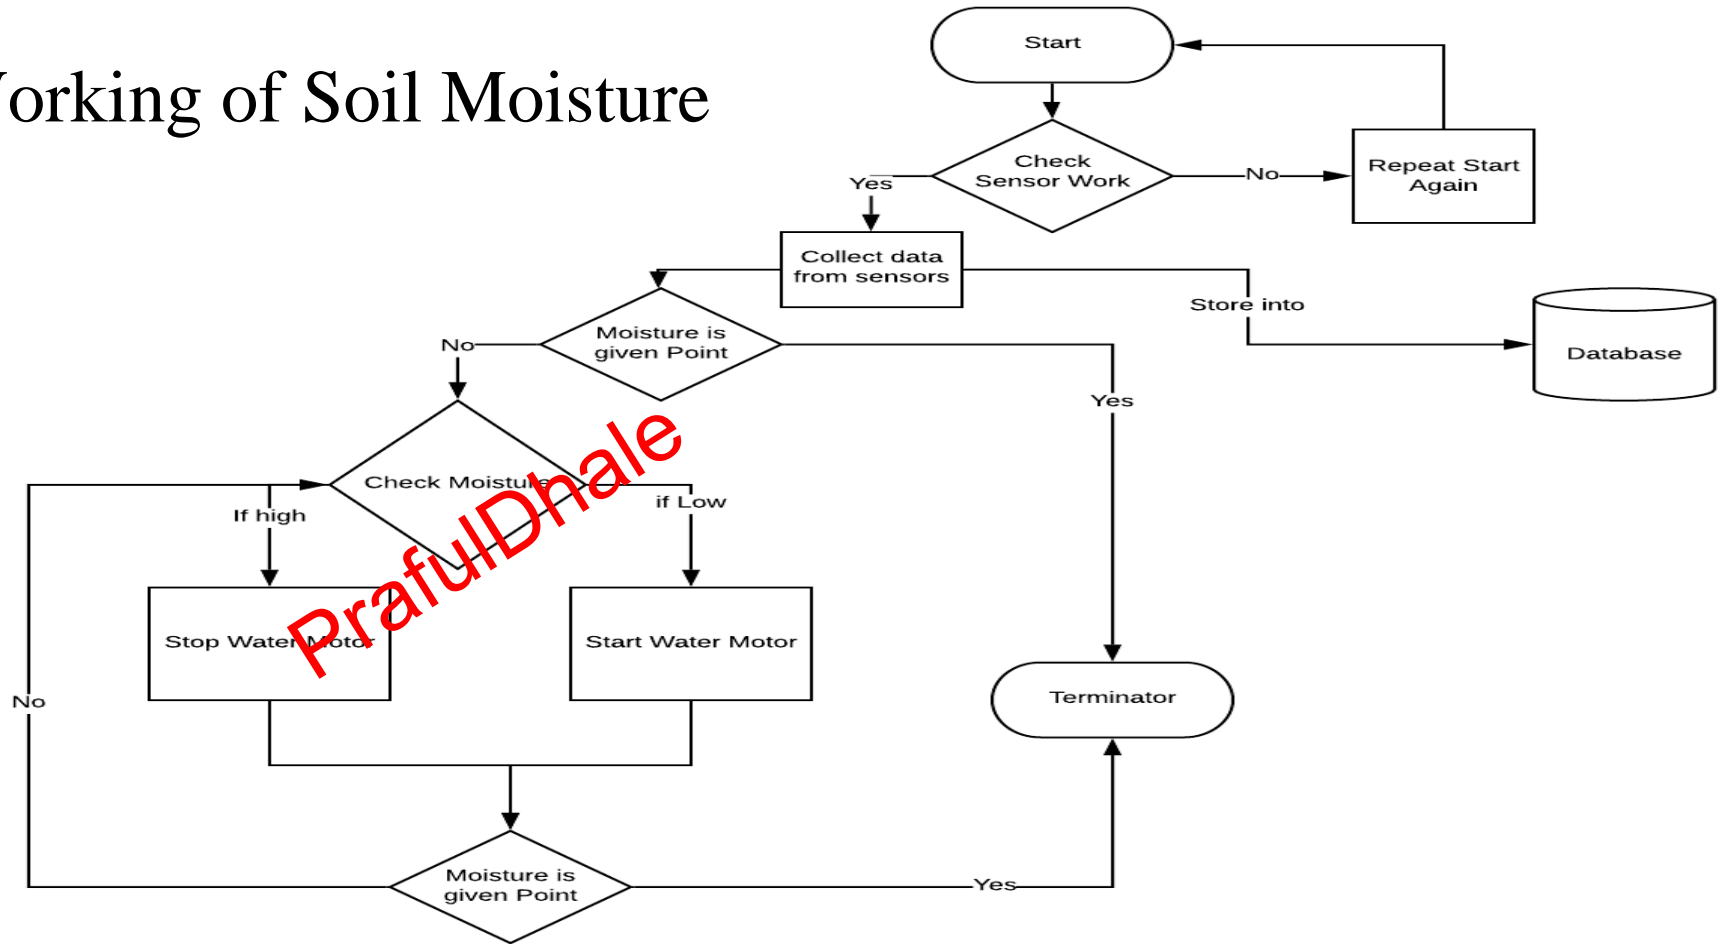 orking of Soil Moisture
Start
Check
Sensor Work
No
Repeat Start
Again
Yes
Collect data
from sensors
Store into
Database
Moisture is
given Point
No
Yes
Check Moisture
If high
if Low
PrafulDhale
Stop Water Motor
Start Water Motor
Terminator
No
Moisture is
given Point
Yes